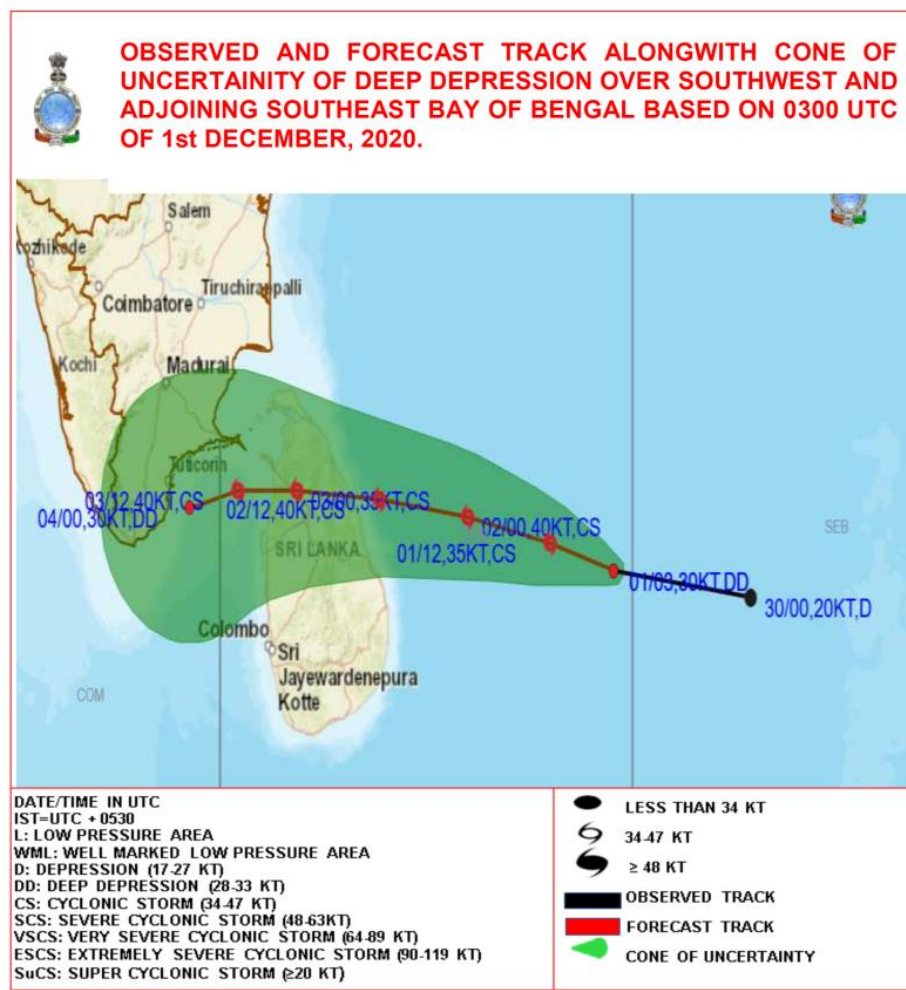 OBSERVED AND FORECAST TRACK ALONGWITH CONE OF
UNCERTAINITY OF DEEP DEPRESSION OVER SOUTHWEST AND
ADJOINING SOUTHEAST BAY OF BENGAL BASED ON 0300 UTC
OF 1st DECEMBER, 2020.
Salem
ozhikode
Coimbatore
Tiruchirappalli
Kochi
Madurai
Tuticorin
03/12,40KT,CS
03/00,35KT,CS
04/00,30KT,DD
02/12,40KT,CS
02/00,40KT,CS
SEB
01/12,35KT,CS
SRI LANKA
01/03,30KT,DD
30/00,20KT,D
Colombo
Sri
Jayewardenepura
Kotte
COM
DATE/TIME IN UTC
IST=UTC + 0530
L: LOW PRESSURE AREA
WML: WELL MARKED LOW PRESSURE AREA
D: DEPRESSION (17-27 KT)
DD: DEEP DEPRESSION (28-33 KT)
CS: CYCLONIC STORM (34-47 KT)
SCS: SEVERE CYCLONIC STORM (48-63KT)
VSCS: VERY SEVERE CYCLONIC STORM (64-89 KT)
ESCS: EXTREMELY SEVERE CYCLONIC STORM (90-119 KT)
SuCS: SUPER CYCLONIC STORM (≥20 KT)
LESS THAN 34 KT
34-47 KT
≥ 48 KT
OBSERVED TRACK
FORECAST TRACK
CONE OF UNCERTAINTY